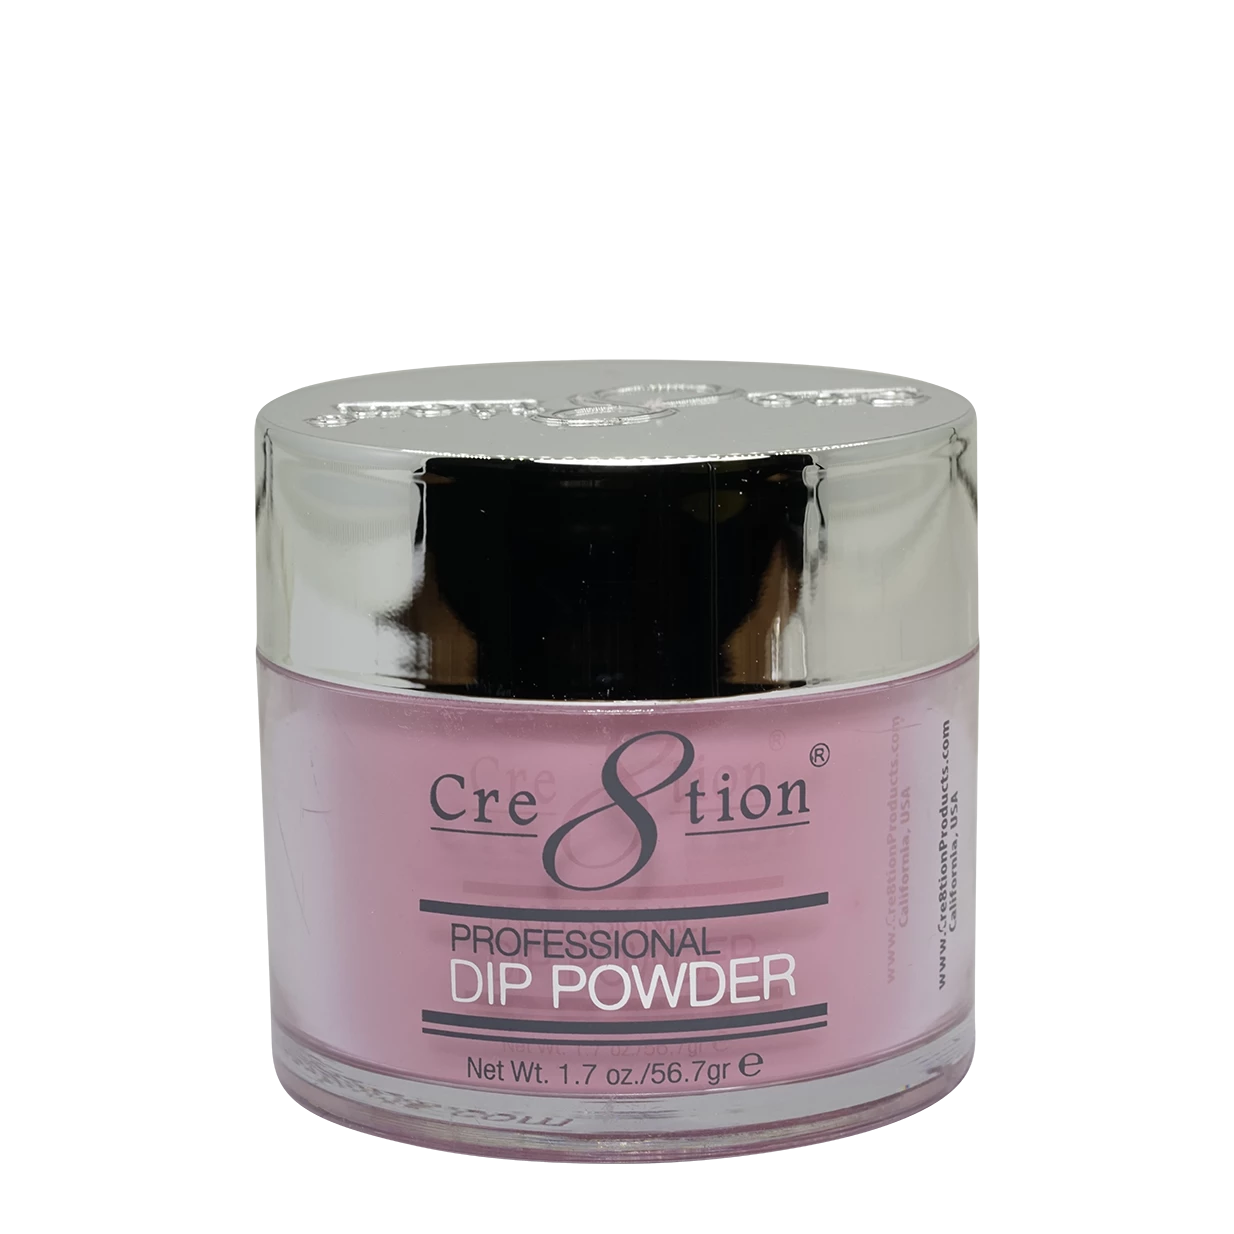 Cre8tion®
PROFESSIONAL
DIP POWDER
Net Wt. 1.7 oz./56.7gr ℮
www.Cre8tionProducts.com
California, USA